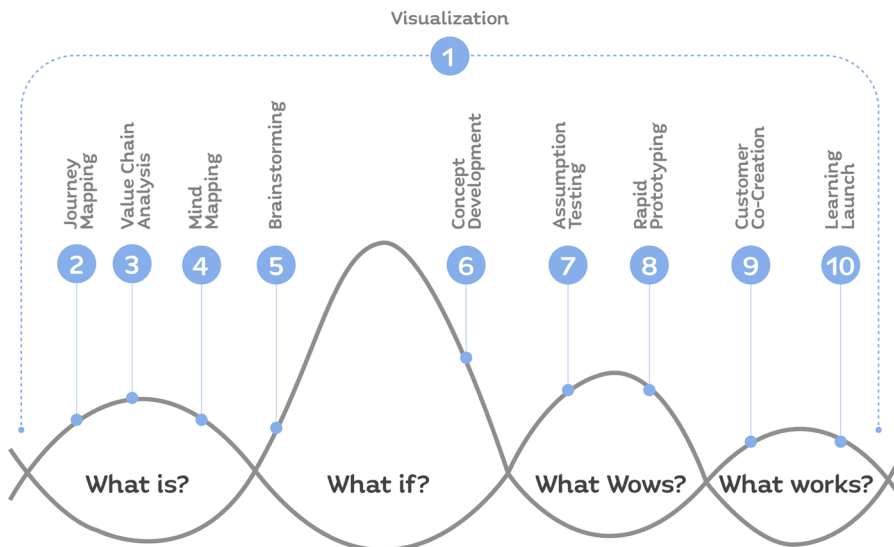 Visualization
1
Journey
Mapping
2
Value Chain
Analysis
3
Mind
Mapping
4
Brainstorming
5
Concept
Development
6
Assumption
Testing
7
Rapid
Prototyping
8
Customer
Co-Creation
9
Learning
Launch
10
What is?
What if?
What Wows?
What works?